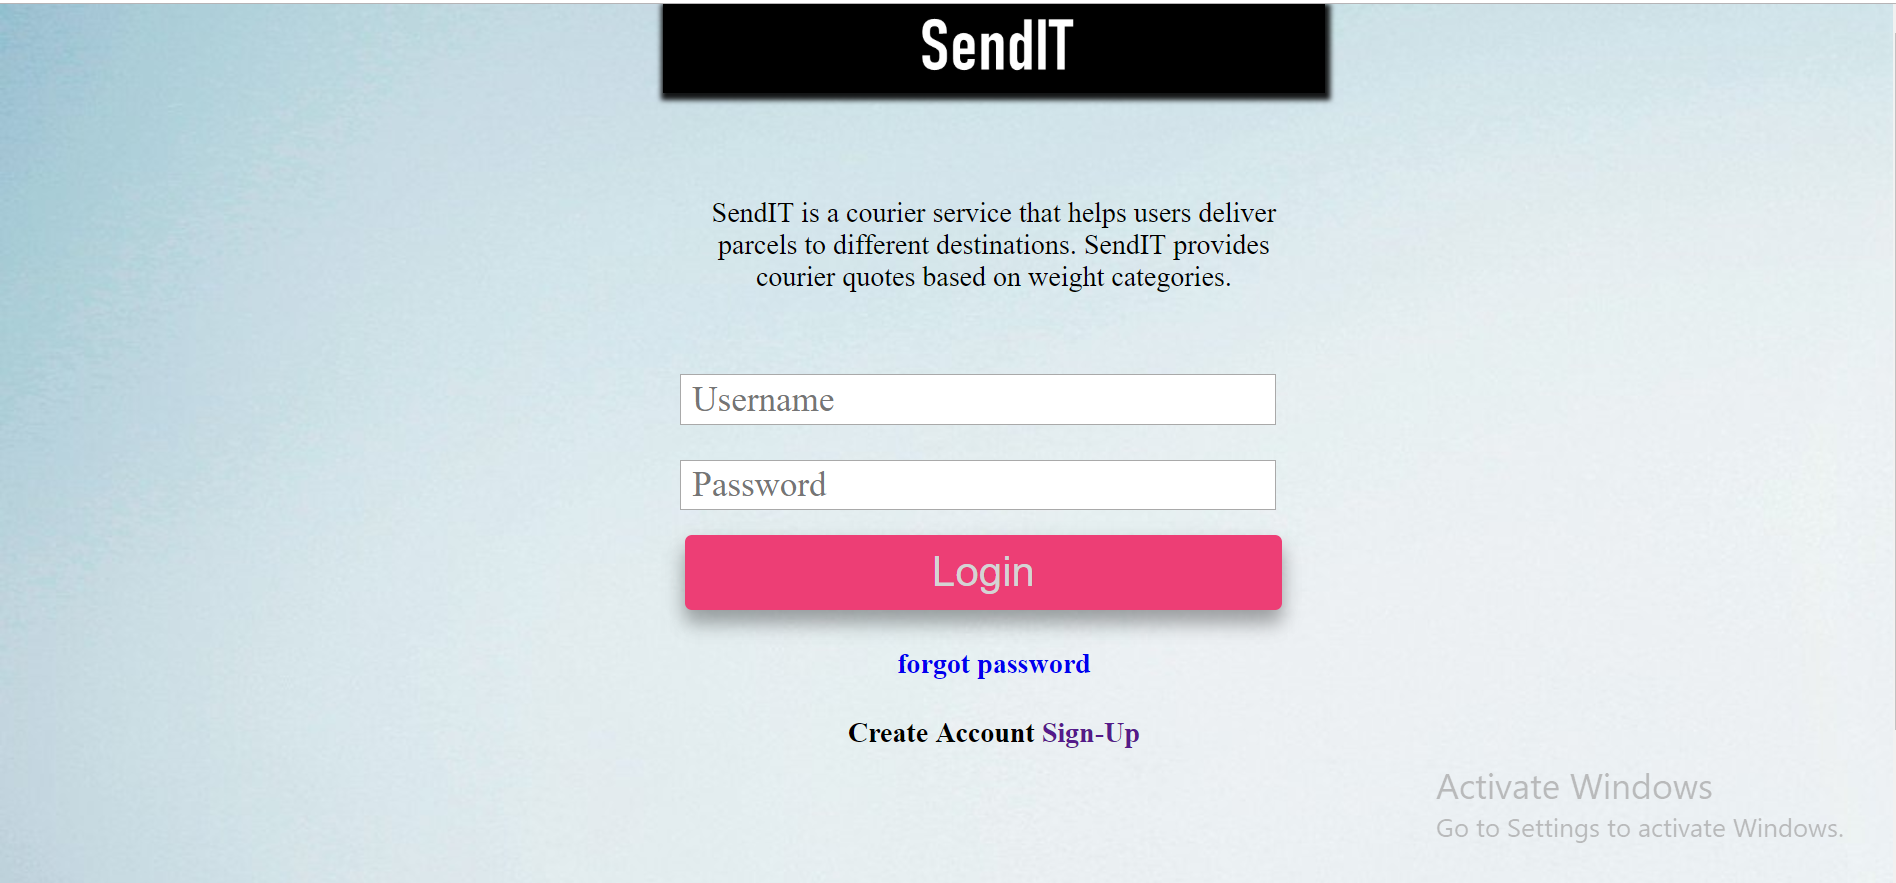 SendIT
SendIT is a courier service that helps users deliver
parcels to different destinations. SendIT provides
courier quotes based on weight categories.
Username
Password
Login
forgot password
Create Account Sign-Up
Activate Windows
Go to Settings to activate Windows.